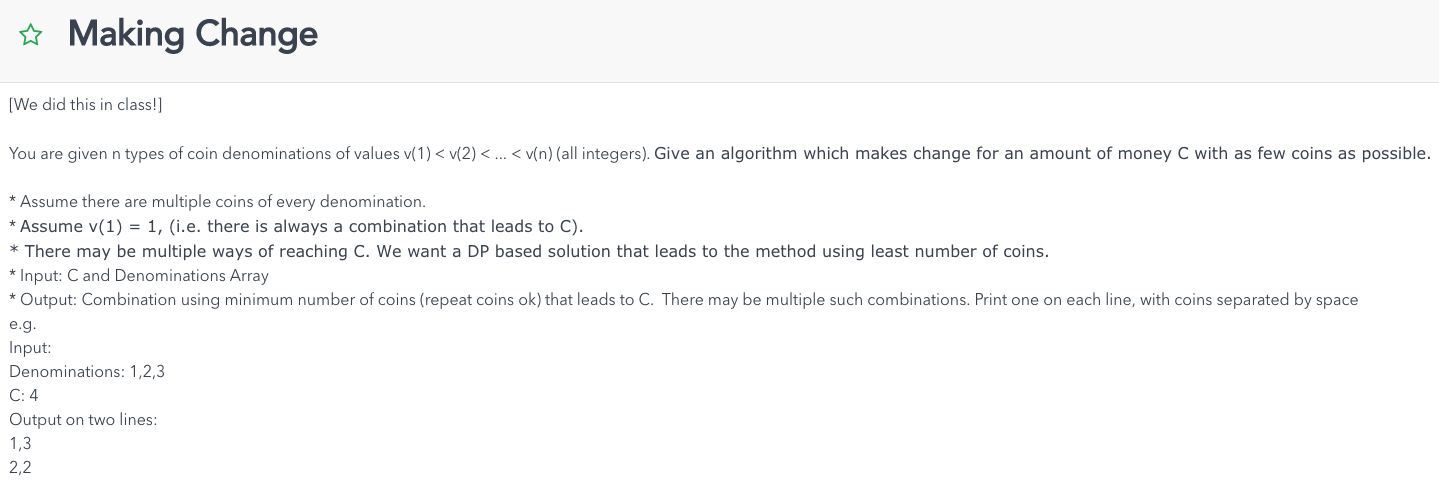 Making Change
[We did this in class!]
You are given n types of coin denominations of values v(1) < v(2) < ... < v(n) (all integers). Give an algorithm which makes change for an amount of money C with as few coins as possible.
* Assume there are multiple coins of every denomination.
* Assume v(1) = 1, (i.e. there is always a combination that leads to C).
* There may be multiple ways of reaching C. We want a DP based solution that leads to the method using least number of coins.
* Input: C and Denominations Array
* Output: Combination using minimum number of coins (repeat coins ok) that leads to C.  There may be multiple such combinations. Print one on each line, with coins separated by space
e.g.
Input:
Denominations: 1,2,3
C: 4
Output on two lines:
1,3
2,2